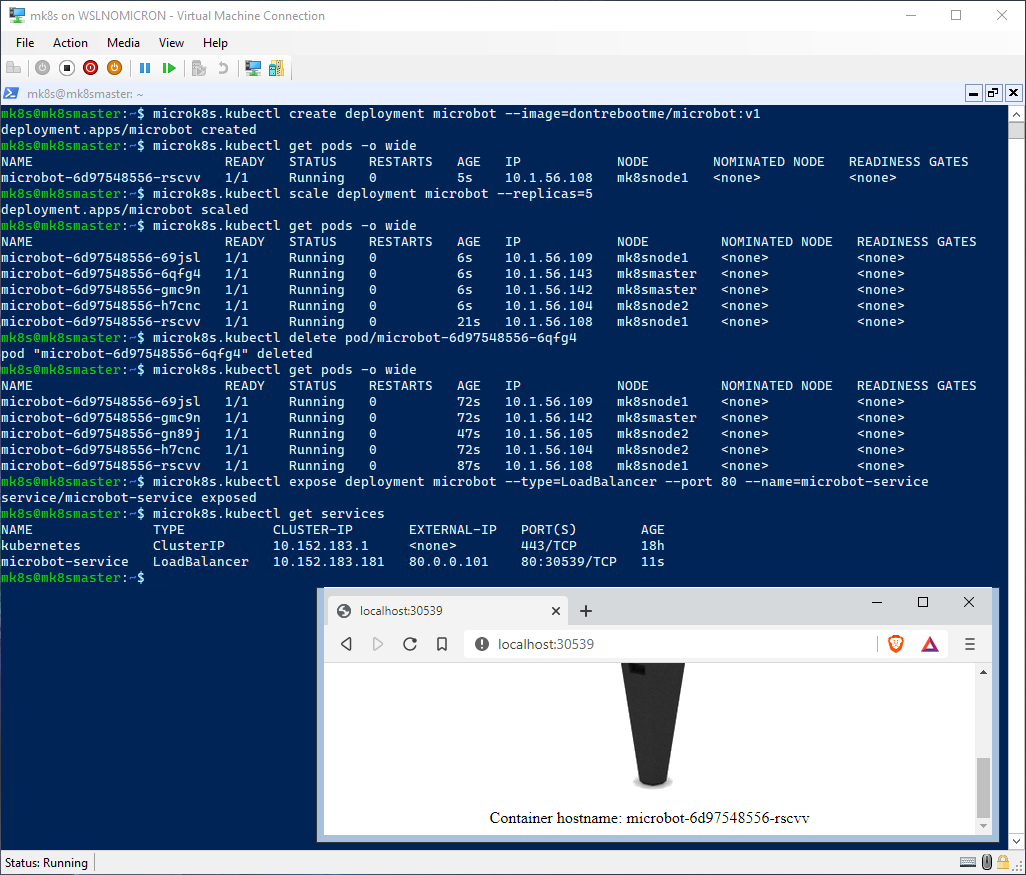 mk8s on WSLNOMICRON - Virtual Machine Connection
File Action Media View Help
mk8s@mk8smaster: ~
mk8s@mk8smaster:~$ microk8s.kubectl create deployment microbot --image=dontrebootme/microbot:v1
deployment.apps/microbot created
mk8s@mk8smaster:~$ microk8s.kubectl get pods -o wide
NAME READY STATUS RESTARTS AGE IP NODE NOMINATED NODE READINESS GATES
microbot-6d97548556-rscvv 1/1 Running 0 5s 10.1.56.108 mk8snode1 <none> <none>
mk8s@mk8smaster:~$ microk8s.kubectl scale deployment microbot --replicas=5
deployment.apps/microbot scaled
mk8s@mk8smaster:~$ microk8s.kubectl get pods -o wide
NAME READY STATUS RESTARTS AGE IP NODE NOMINATED NODE READINESS GATES
microbot-6d97548556-69jsl 1/1 Running 0 6s 10.1.56.109 mk8snode1 <none> <none>
microbot-6d97548556-6qfg4 1/1 Running 0 6s 10.1.56.143 mk8smaster <none> <none>
microbot-6d97548556-gmc9n 1/1 Running 0 6s 10.1.56.142 mk8smaster <none> <none>
microbot-6d97548556-h7cnc 1/1 Running 0 6s 10.1.56.104 mk8snode2 <none> <none>
microbot-6d97548556-rscvv 1/1 Running 0 21s 10.1.56.108 mk8snode1 <none> <none>
mk8s@mk8smaster:~$ microk8s.kubectl delete pod/microbot-6d97548556-6qfg4
pod "microbot-6d97548556-6qfg4" deleted
mk8s@mk8smaster:~$ microk8s.kubectl get pods -o wide
NAME READY STATUS RESTARTS AGE IP NODE NOMINATED NODE READINESS GATES
microbot-6d97548556-69jsl 1/1 Running 0 72s 10.1.56.109 mk8snode1 <none> <none>
microbot-6d97548556-gmc9n 1/1 Running 0 72s 10.1.56.142 mk8smaster <none> <none>
microbot-6d97548556-gn89j 1/1 Running 0 47s 10.1.56.105 mk8snode2 <none> <none>
microbot-6d97548556-h7cnc 1/1 Running 0 72s 10.1.56.104 mk8snode2 <none> <none>
microbot-6d97548556-rscvv 1/1 Running 0 87s 10.1.56.108 mk8snode1 <none> <none>
mk8s@mk8smaster:~$ microk8s.kubectl expose deployment microbot --type=LoadBalancer --port 80 --name=microbot-service
service/microbot-service exposed
mk8s@mk8smaster:~$ microk8s.kubectl get services
NAME TYPE CLUSTER-IP EXTERNAL-IP PORT(S) AGE
kubernetes ClusterIP 10.152.183.1 <none> 443/TCP 18h
microbot-service LoadBalancer 10.152.183.181 80.0.0.101 80:30539/TCP 11s
mk8s@mk8smaster:~$
localhost:30539
localhost:30539
Container hostname: microbot-6d97548556-rscvv
Status: Running